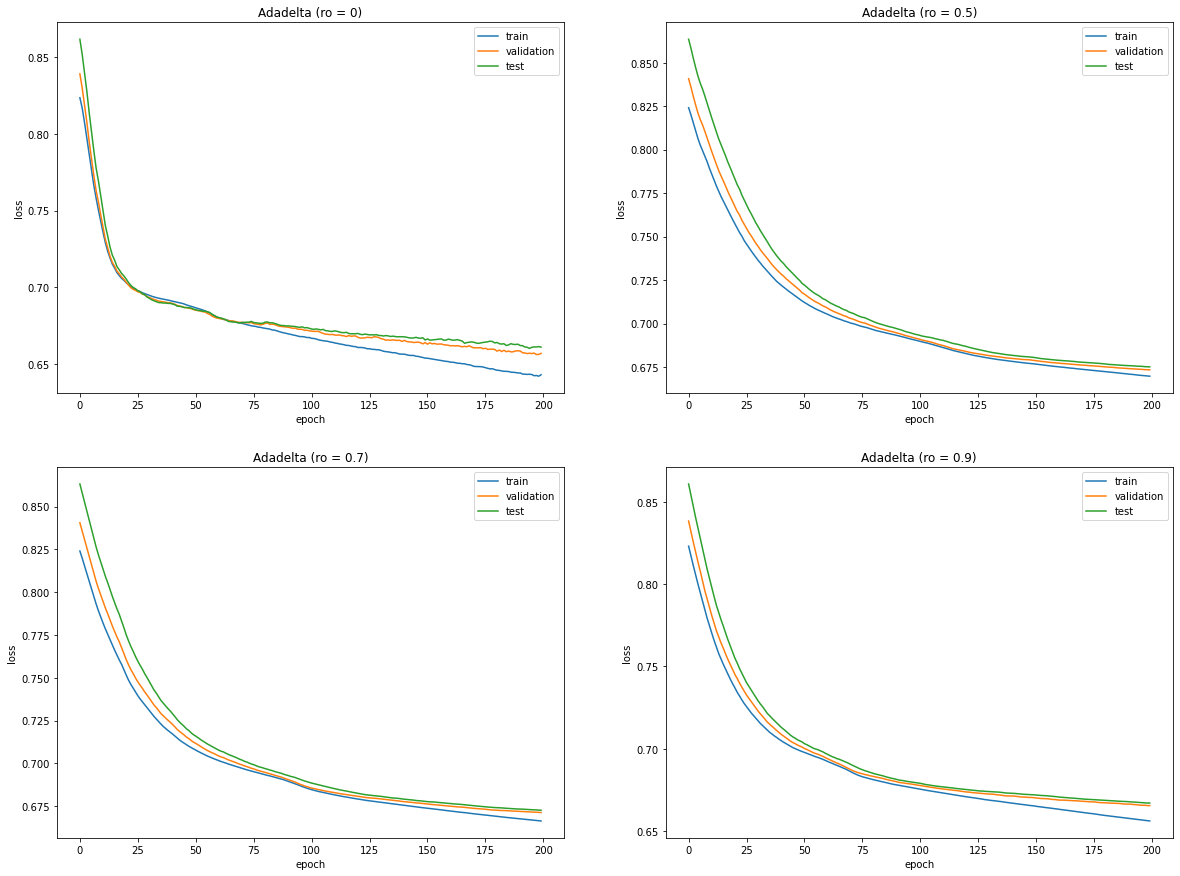 Adadelta (ro = 0)
train
validation
test
0.85
0.80
0.75
0.70
0.65
loss
0 25 50 75 100 125 150 175 200
epoch
Adadelta (ro = 0.5)
train
validation
test
0.850
0.825
0.800
0.775
0.750
0.725
0.700
0.675
loss
0 25 50 75 100 125 150 175 200
epoch
Adadelta (ro = 0.7)
train
validation
test
0.850
0.825
0.800
0.775
0.750
0.725
0.700
0.675
loss
0 25 50 75 100 125 150 175 200
epoch
Adadelta (ro = 0.9)
train
validation
test
0.85
0.80
0.75
0.70
0.65
loss
0 25 50 75 100 125 150 175 200
epoch